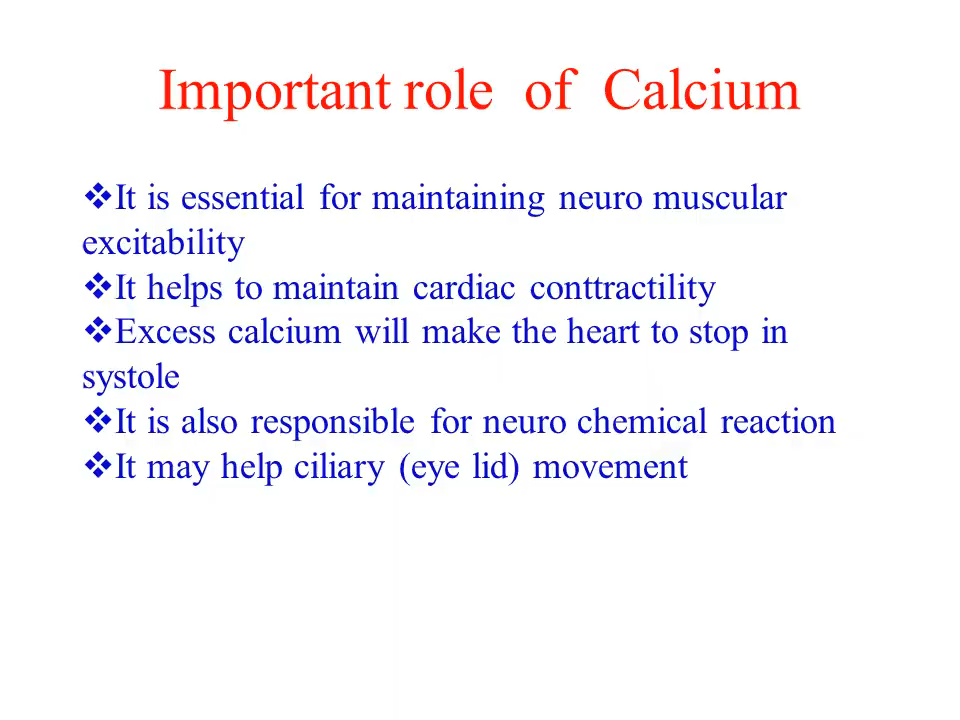 Important role of Calcium
❖It is essential for maintaining neuro muscular
excitability
❖It helps to maintain cardiac conttractility
❖Excess calcium will make the heart to stop in
systole
❖It is also responsible for neuro chemical reaction
❖It may help ciliary (eye lid) movement